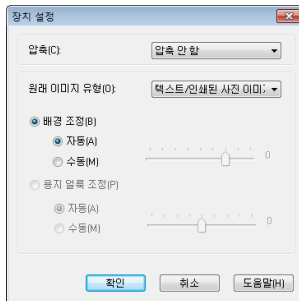 장치 설정
압축(C): 압축 안 함
원래 이미지 유형(O): 텍스트/인쇄된 사진 이미
배경 조정(B)
자동(A)
수동(M) 0
용지 얼룩 조정(P)
자동(A)
수동(M) 0
확인 취소 도움말(H)